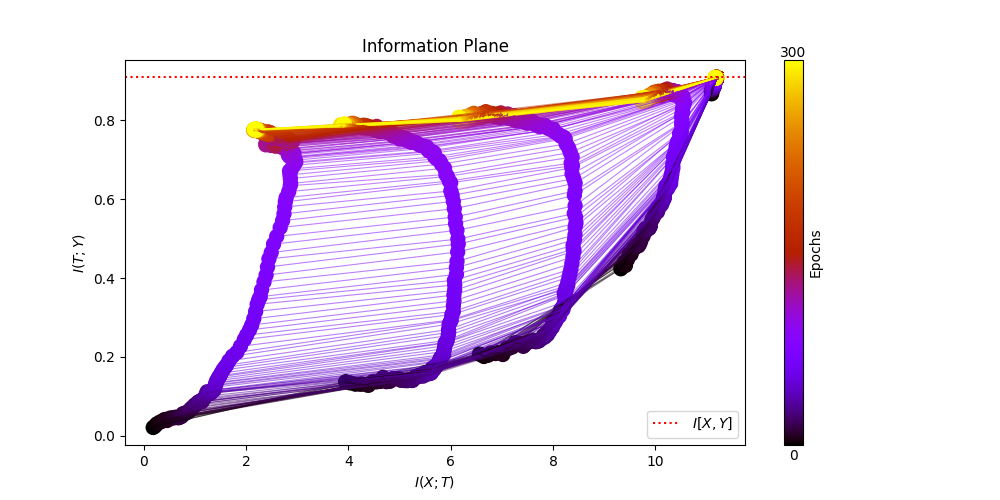 Information Plane
300
I(T; Y)
0.8
0.6
0.4
0.2
0.0
0 2 4 6 8 10
I(X; T)
I[X, Y]
Epochs
0